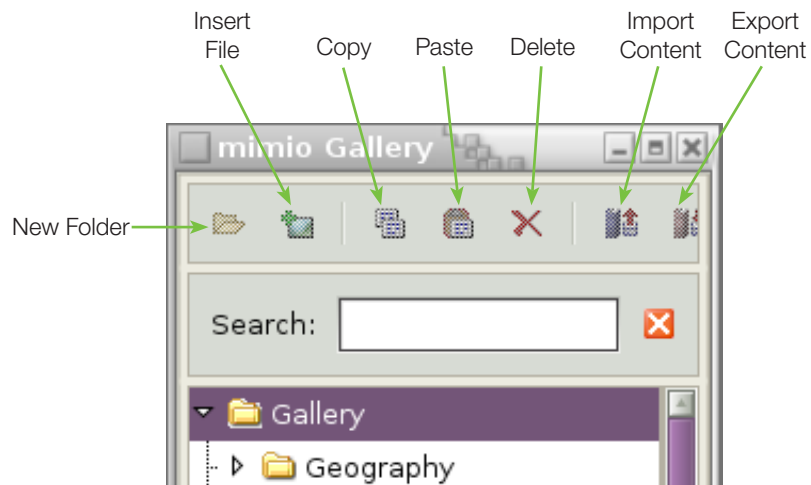 Insert
File
Copy
Paste
Delete
Import
Content
Export
Content
mimio Gallery
New Folder
Search:
Gallery
Geography